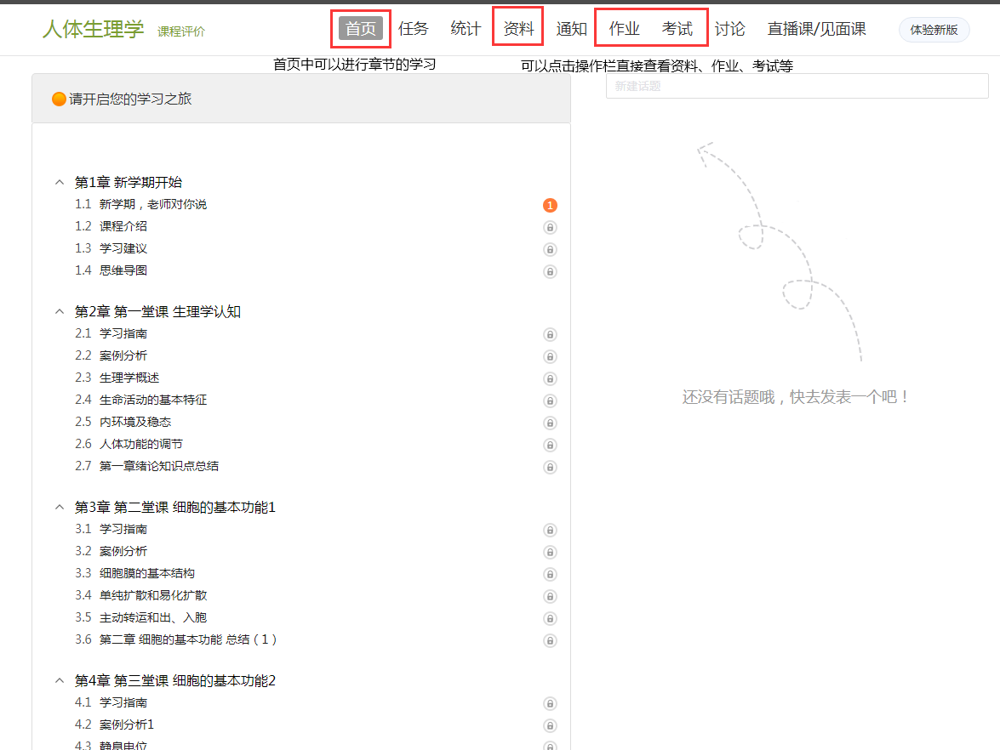 人体生理学 课程评价 首页 任务 统计 资料 通知 作业 考试 讨论 直播课/见面课 体验新版
首页中可以进行章节的学习 可以点击操作栏直接查看资料、作业、考试等
请开启您的学习之旅
新建话题
第1章 新学期开始
1.1 新学期，老师对你说 1
1.2 课程介绍
1.3 学习建议
1.4 思维导图
第2章 第一堂课 生理学认知
2.1 学习指南
2.2 案例分析
2.3 生理学概述
2.4 生命活动的基本特征
2.5 内环境及稳态
2.6 人体功能的调节
2.7 第一章绪论知识点总结
第3章 第二堂课 细胞的基本功能1
3.1 学习指南
3.2 案例分析
3.3 细胞膜的基本结构
3.4 单纯扩散和易化扩散
3.5 主动转运和出、入胞
3.6 第二章 细胞的基本功能 总结（1）
第4章 第三堂课 细胞的基本功能2
4.1 学习指南
4.2 案例分析1
4.3 静息电位
还没有话题哦，快去发表一个吧！